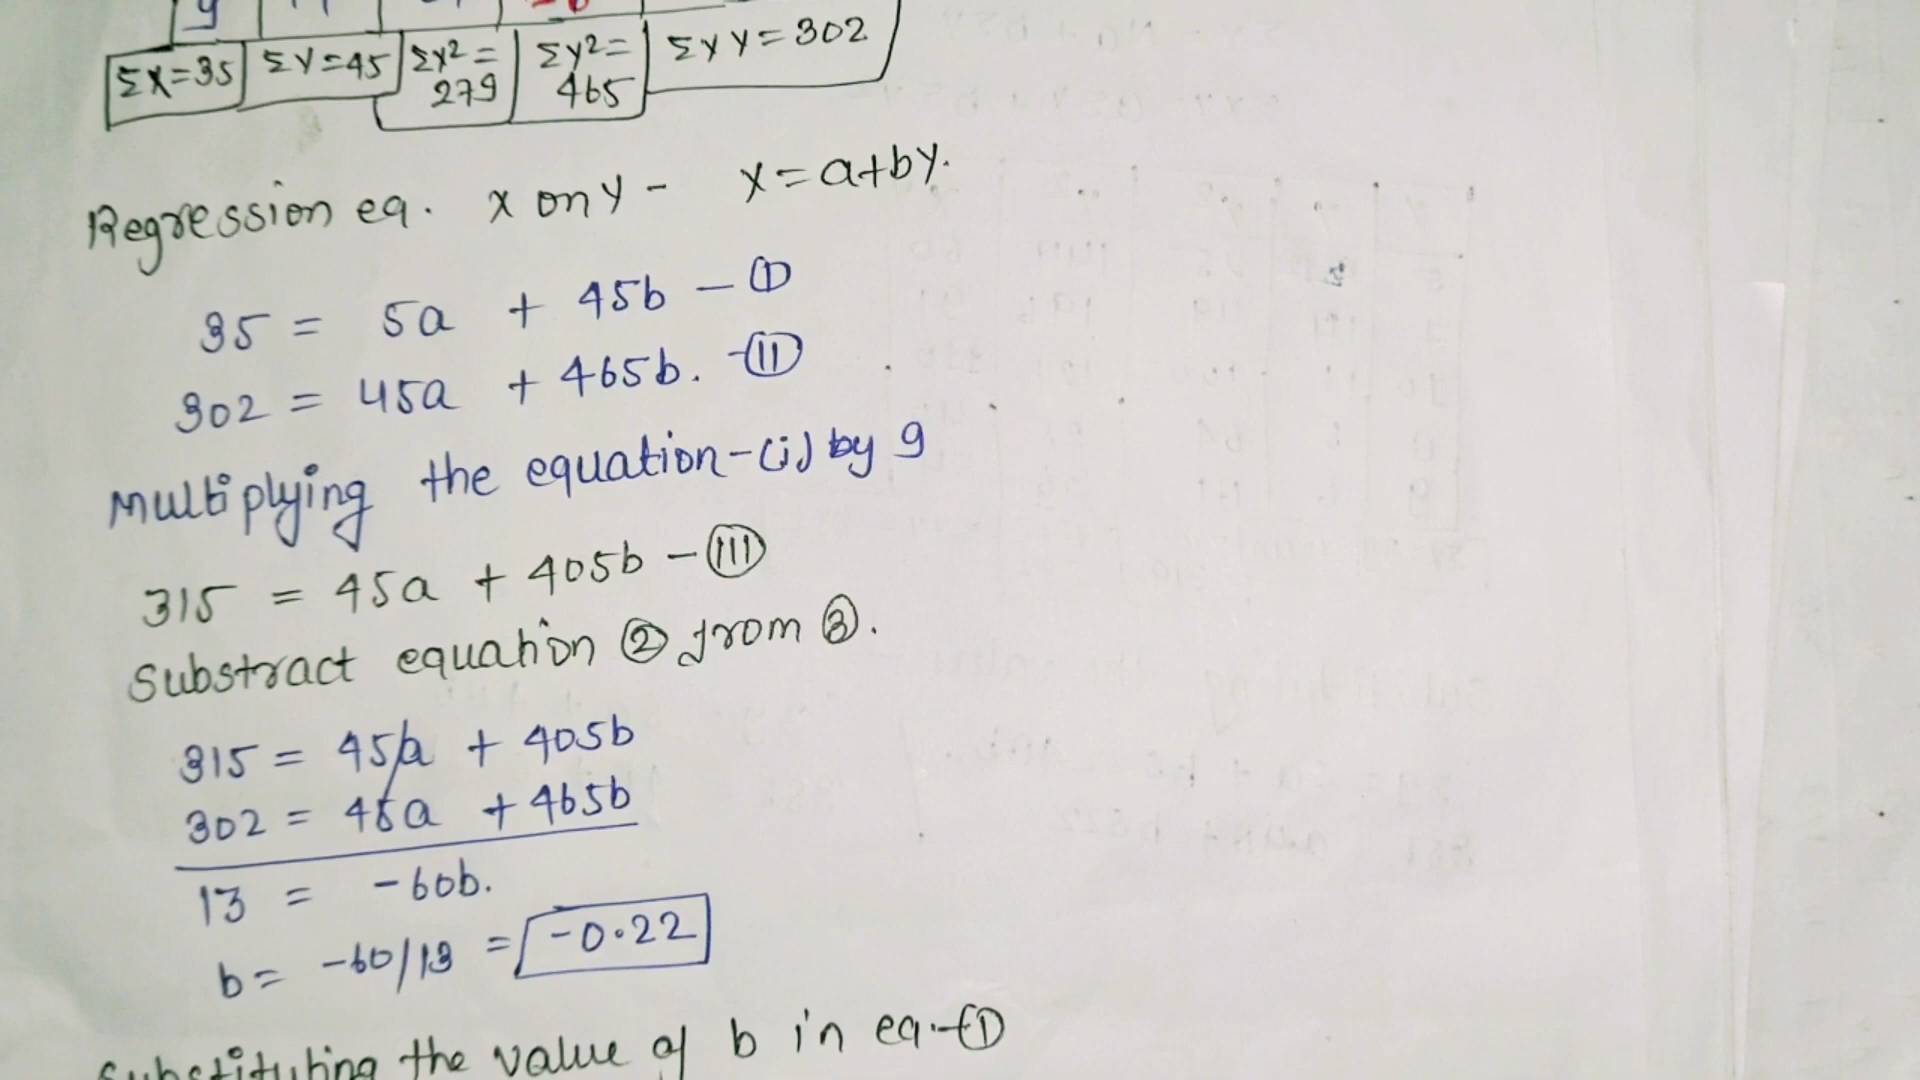 ΣX=35 ΣY=45 Σx2= 279 Σy2= 465 ΣXY=302
Regression eq. x on y - X=a+by.
35 = 5a + 45b - I
302 = 45a + 465b. - II
Multiplying the equation-(i) by 9
315 = 45a + 405b - III
Substract equation 2 from 3.
315 = 45a + 405b
302 = 45a + 465b
13 = -60b.
b = -60/13 = -0.22
Substituting the value of b in eq.-I